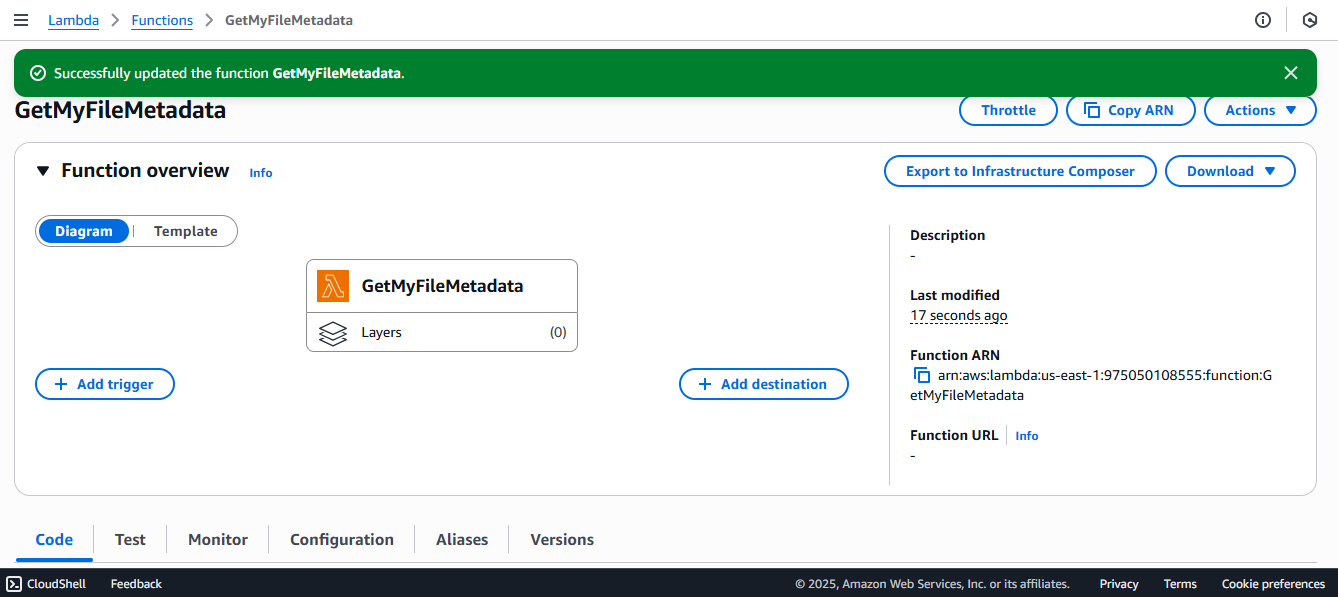 Lambda > Functions > GetMyFileMetadata
Successfully updated the function GetMyFileMetadata.
GetMyFileMetadata
Throttle
Copy ARN
Actions
Function overview Info
Export to Infrastructure Composer
Download
Diagram
Template
GetMyFileMetadata
Layers (0)
+ Add trigger
+ Add destination
Description
-
Last modified
17 seconds ago
Function ARN
arn:aws:lambda:us-east-1:975050108555:function:G
etMyFileMetadata
Function URL Info
-
Code Test Monitor Configuration Aliases Versions
CloudShell Feedback © 2025, Amazon Web Services, Inc. or its affiliates. Privacy Terms Cookie preferences